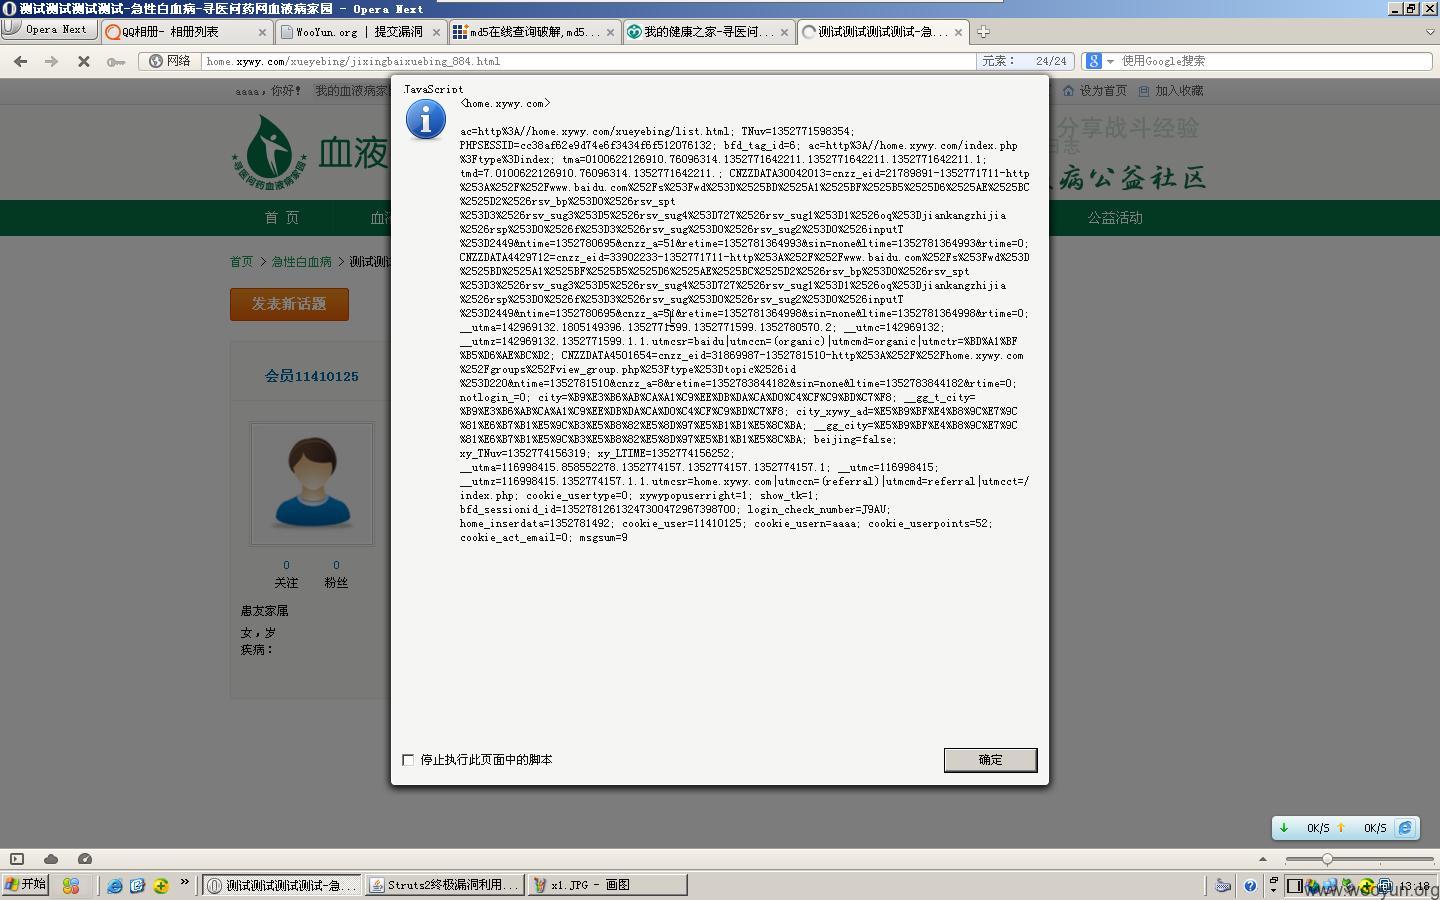 测试测试测试测试-急性白血病-寻医问药网血液病家园 - Opera Next
Opera Next
QQ相册- 相册列表
WooYun.org | 提交漏洞
md5在线查询破解,md5...
我的健康之家-寻医问...
测试测试测试测试-急...
网络
home.xywy.com/xueyebing/jixingbaixuebing_884.html
元素： 24/24
使用Google搜索
aaaa，你好! 我的血液病家
设为首页
加入收藏
寻医问药血液病家园
血液
分享战斗经验
日志
病公益社区
首 页
血
公益活动
首页 > 急性白血病 > 测试测
发表新话题
会员11410125
0 0
关注 粉丝
患友家属
女，岁
疾病：
JavaScript
<home.xywy.com>
ac=http%3A//home.xywy.com/xueyebing/list.html; TNuv=1352771598354;
PHPSESSID=cc38af62e9d74e6f3434f6f512076132; bfd_tag_id=6; ac=http%3A//home.xywy.com/index.php
%3Ftype%3Dindex; tma=0100622126910.76096314.1352771642211.1352771642211.1352771642211.1;
tmd=7.0100622126910.76096314.1352771642211.; CNZZDATA30042013=cnzz_eid=21789891-1352771711-http
%253A%252F%252Fwww.baidu.com%252Fs%253Fwd%253D%2525BD%2525A1%2525BF%2525B5%2525D6%2525AE%2525BC
%2525D2%2526rsv_bp%253D0%2526rsv_spt
%253D3%2526rsv_sug3%253D5%2526rsv_sug4%253D727%2526rsv_sug1%253D1%2526oq%253Djiankangzhijia
%2526rsp%253D0%2526f%253D3%2526rsv_sug%253D0%2526rsv_sug2%253D0%2526inputT
%253D2449&ntime=1352780695&cnzz_a=51&retime=1352781364993&sin=none&ltime=1352781364993&rtime=0;
CNZZDATA4429712=cnzz_eid=33902233-1352771711-http%253A%252F%252Fwww.baidu.com%252Fs%253Fwd%253D
%2525BD%2525A1%2525BF%2525B5%2525D6%2525AE%2525BC%2525D2%2526rsv_bp%253D0%2526rsv_spt
%253D3%2526rsv_sug3%253D5%2526rsv_sug4%253D727%2526rsv_sug1%253D1%2526oq%253Djiankangzhijia
%2526rsp%253D0%2526f%253D3%2526rsv_sug%253D0%2526rsv_sug2%253D0%2526inputT
%253D2449&ntime=1352780695&cnzz_a=51&retime=1352781364998&sin=none&ltime=1352781364998&rtime=0;
__utma=142969132.1805149396.1352771599.1352771599.1352780570.2; __utmc=142969132;
__utmz=142969132.1352771599.1.1.utmcsr=baidu|utmccn=(organic)|utmcmd=organic|utmctr=%BD%A1%BF
%B5%D6%AE%BC%D2; CNZZDATA4501654=cnzz_eid=31869987-1352781510-http%253A%252F%252Fhome.xywy.com
%252Fgroups%252Fview_group.php%253Ftype%253Dtopic%2526id
%253D220&ntime=1352781510&cnzz_a=8&retime=1352783844182&sin=none&ltime=1352783844182&rtime=0;
notlogin_=0; city=%B9%E3%B6%AB%CA%A1%C9%EE%DB%DA%CA%D0%C4%CF%C9%BD%C7%F8; __gg_t_city=
%B9%E3%B6%AB%CA%A1%C9%EE%DB%DA%CA%D0%C4%CF%C9%BD%C7%F8; city_xywy_ad=%E5%B9%BF%E4%B8%9C%E7%9C
%81%E6%B7%B1%E5%9C%B3%E5%B8%82%E5%8D%97%E5%B1%B1%E5%8C%BA; __gg_city=%E5%B9%BF%E4%B8%9C%E7%9C
%81%E6%B7%B1%E5%9C%B3%E5%B8%82%E5%8D%97%E5%B1%B1%E5%8C%BA; beijing=false;
xy_TNuv=1352774156319; xy_LTIME=1352774156252;
__utma=116998415.858552278.1352774157.1352774157.1352774157.1; __utmc=116998415;
__utmz=116998415.1352774157.1.1.utmcsr=home.xywy.com|utmccn=(referral)|utmcmd=referral|utmcct=/
index.php; cookie_usertype=0; xywypopuserright=1; show_tk=1;
bfd_sessionid_id=13527812613247300472967398700; login_check_number=J9AU;
home_inserdata=1352781492; cookie_user=11410125; cookie_usern=aaaa; cookie_userpoints=52;
cookie_act_email=0; msgsum=9
停止执行此页面中的脚本
确定
0K/S 0K/S
开始
测试测试测试测试-急...
Struts2终极漏洞利用...
x1.JPG - 画图
13:18
www.wooyun.org